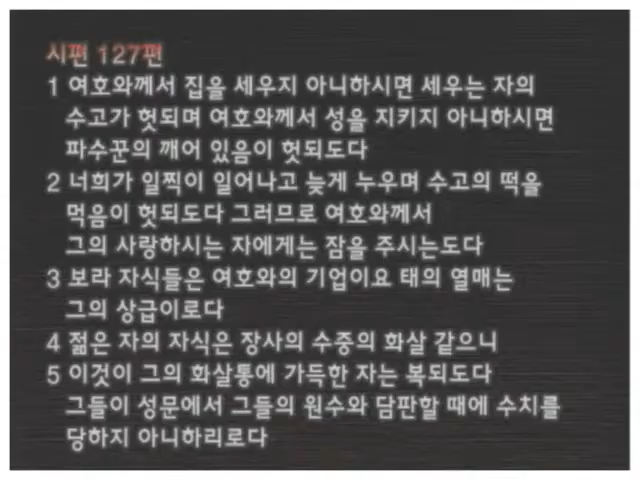 시편 127편
1 여호와께서 집을 세우지 아니하시면 세우는 자의
수고가 헛되며 여호와께서 성을 지키지 아니하시면
파수꾼의 깨어 있음이 헛되도다
2 너희가 일찍이 일어나고 늦게 누우며 수고의 떡을
먹음이 헛되도다 그러므로 여호와께서
그의 사랑하시는 자에게는 잠을 주시는도다
3 보라 자식들은 여호와의 기업이요 태의 열매는
그의 상급이로다
4 젊은 자의 자식은 장사의 수중의 화살 같으니
5 이것이 그의 화살통에 가득한 자는 복되도다
그들이 성문에서 그들의 원수와 담판할 때에 수치를
당하지 아니하리로다